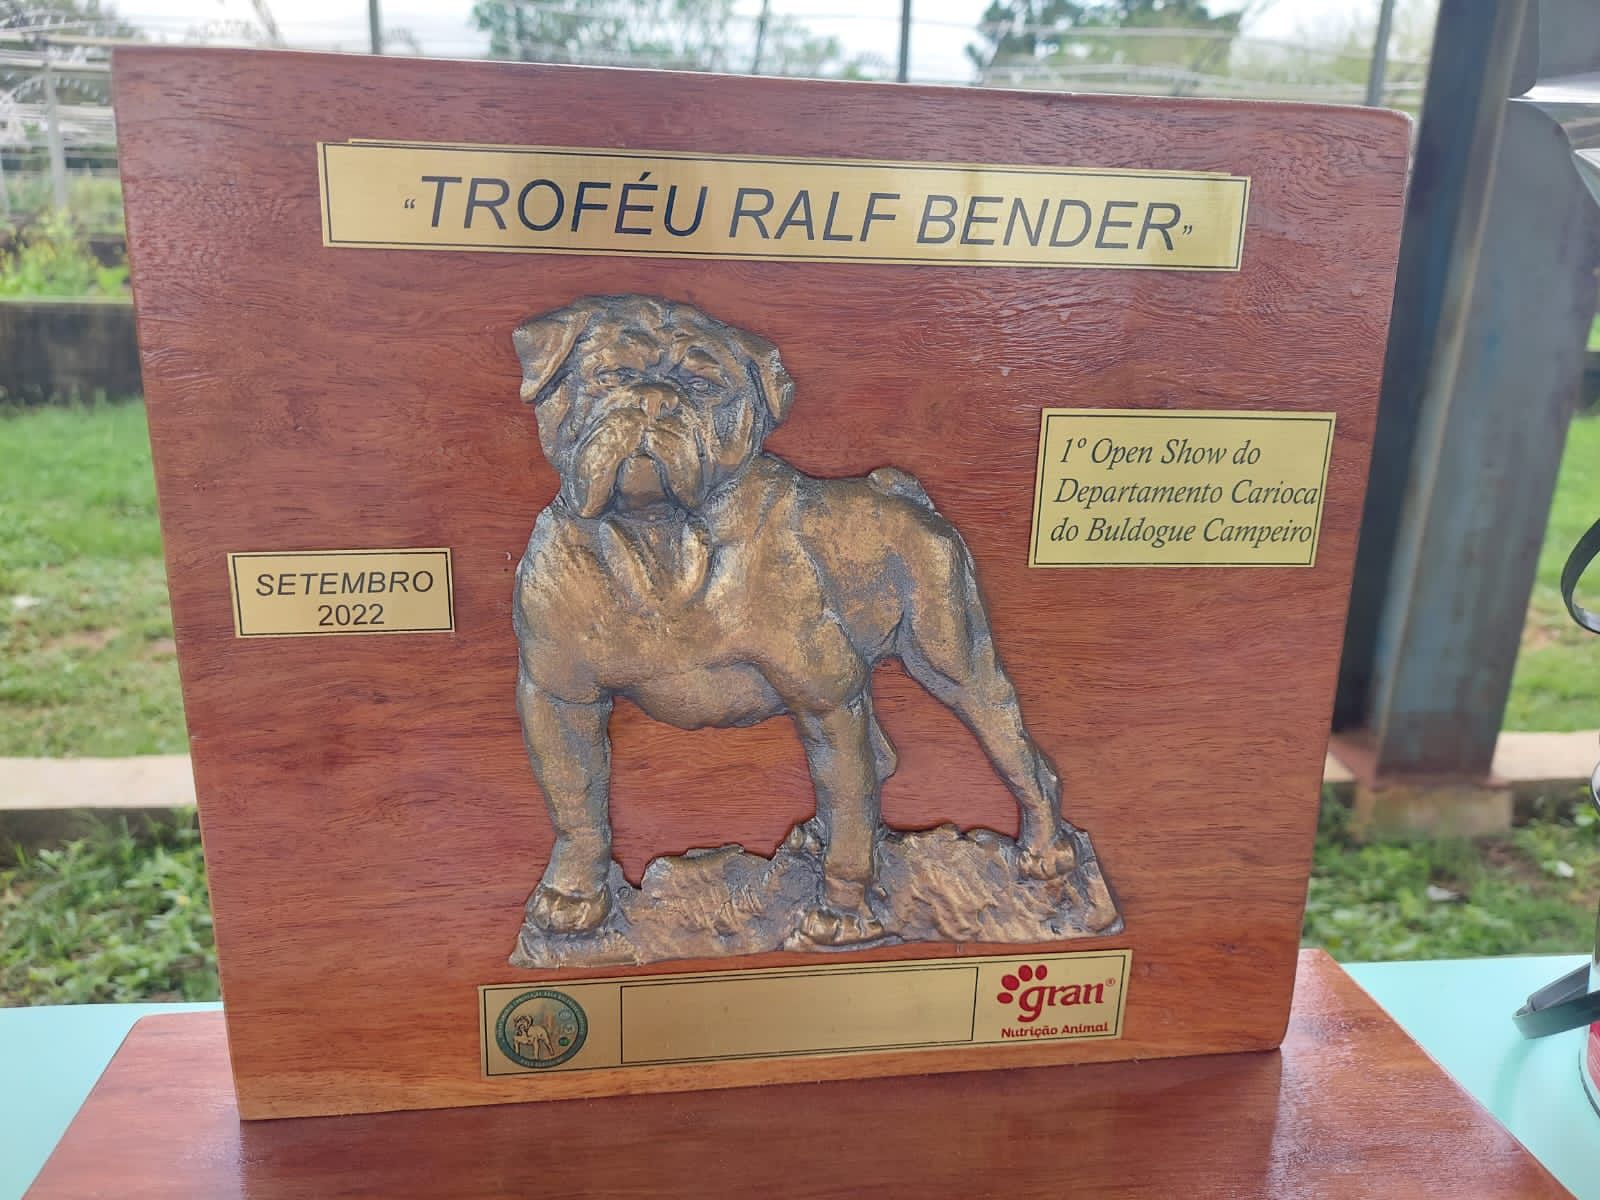 “TROFÉU RALF BENDER”
1º Open Show do
Departamento Carioca
do Buldogue Campeiro
SETEMBRO
2022
gran®
Nutrição Animal